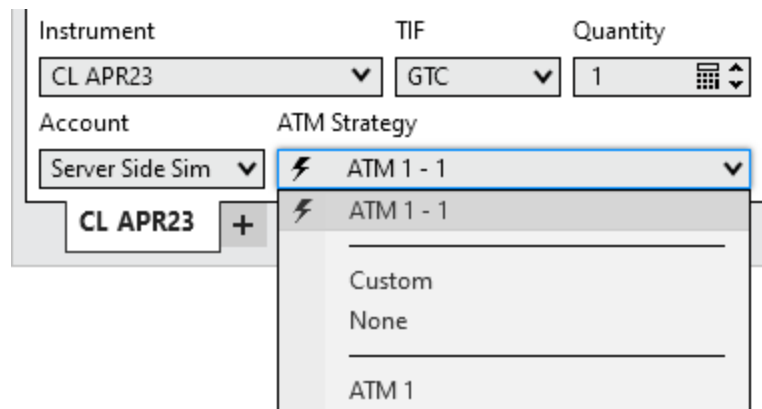 Instrument TIF Quantity
CL APR23 GTC 1
Account ATM Strategy
Server Side Sim ATM 1 - 1
CL APR23 + ATM 1 - 1
Custom
None
ATM 1